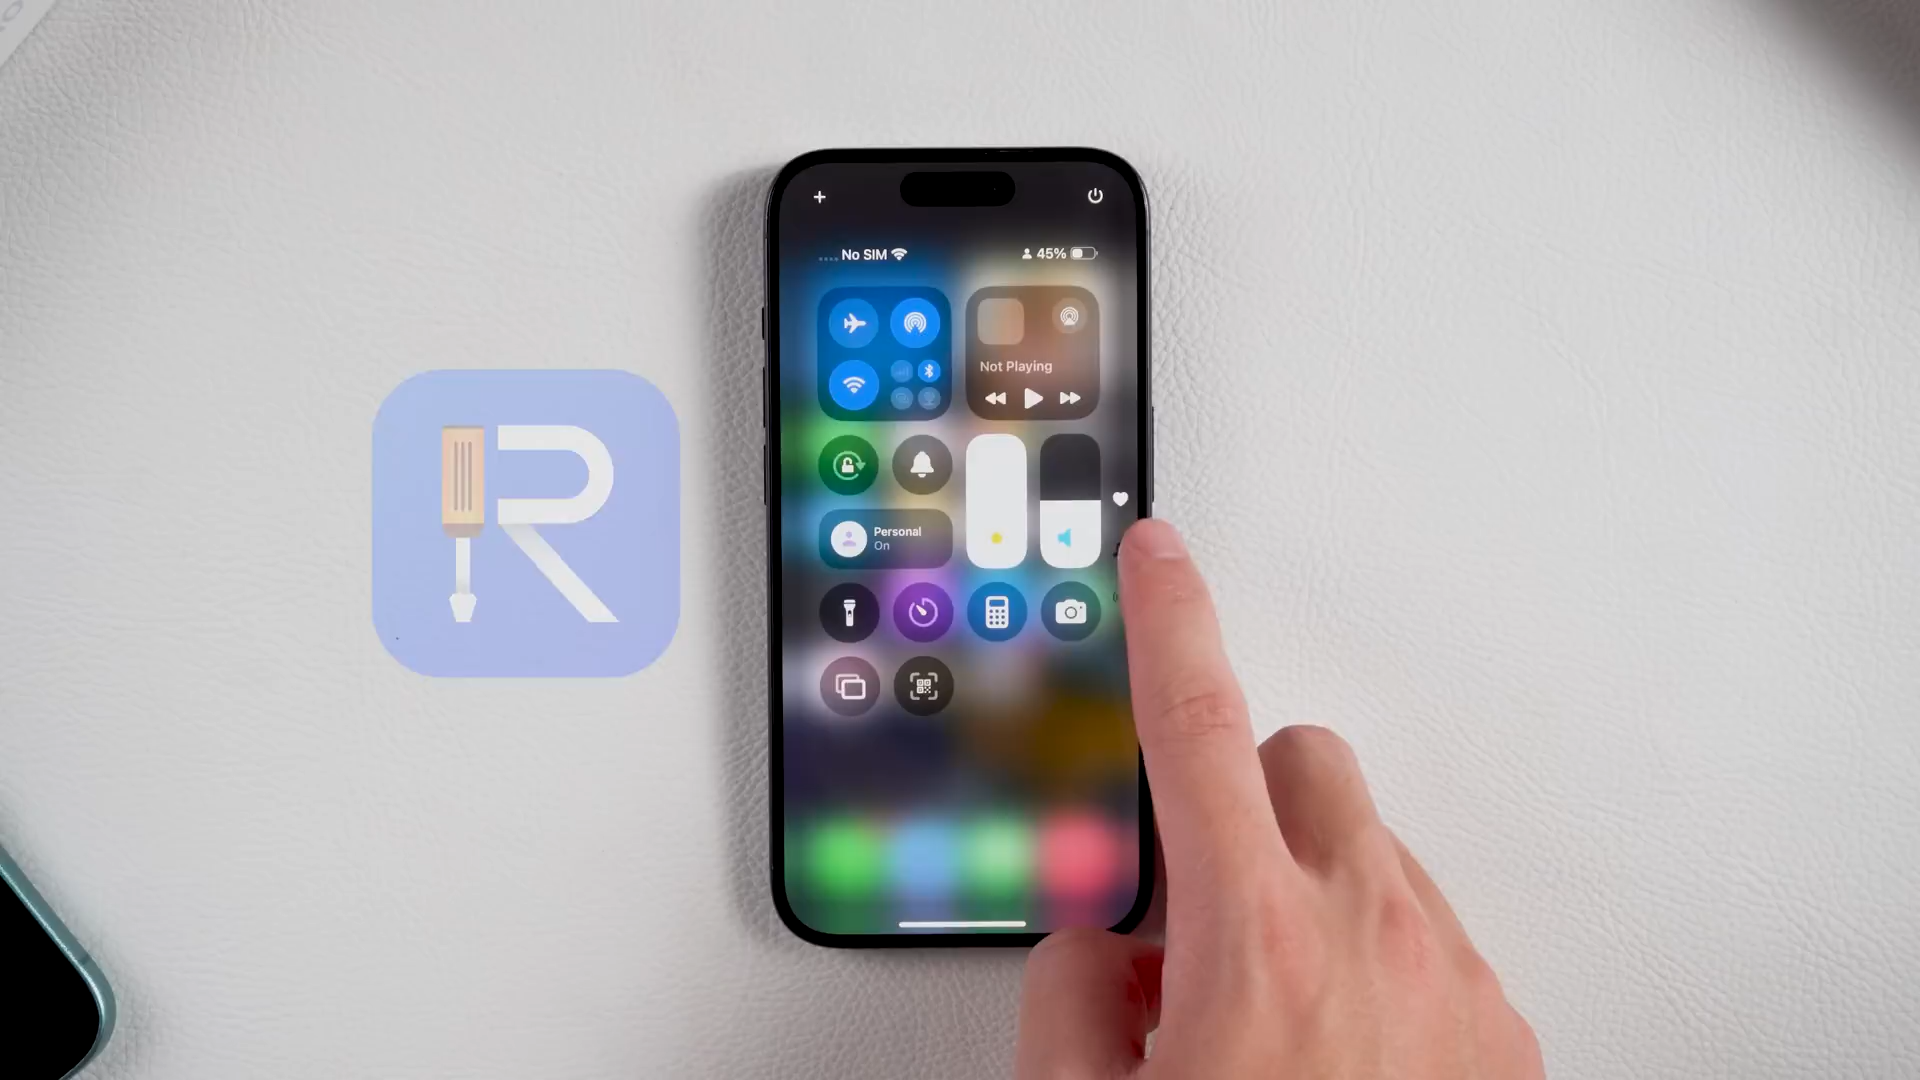 No SIM
45%
Not Playing
Personal
On
R